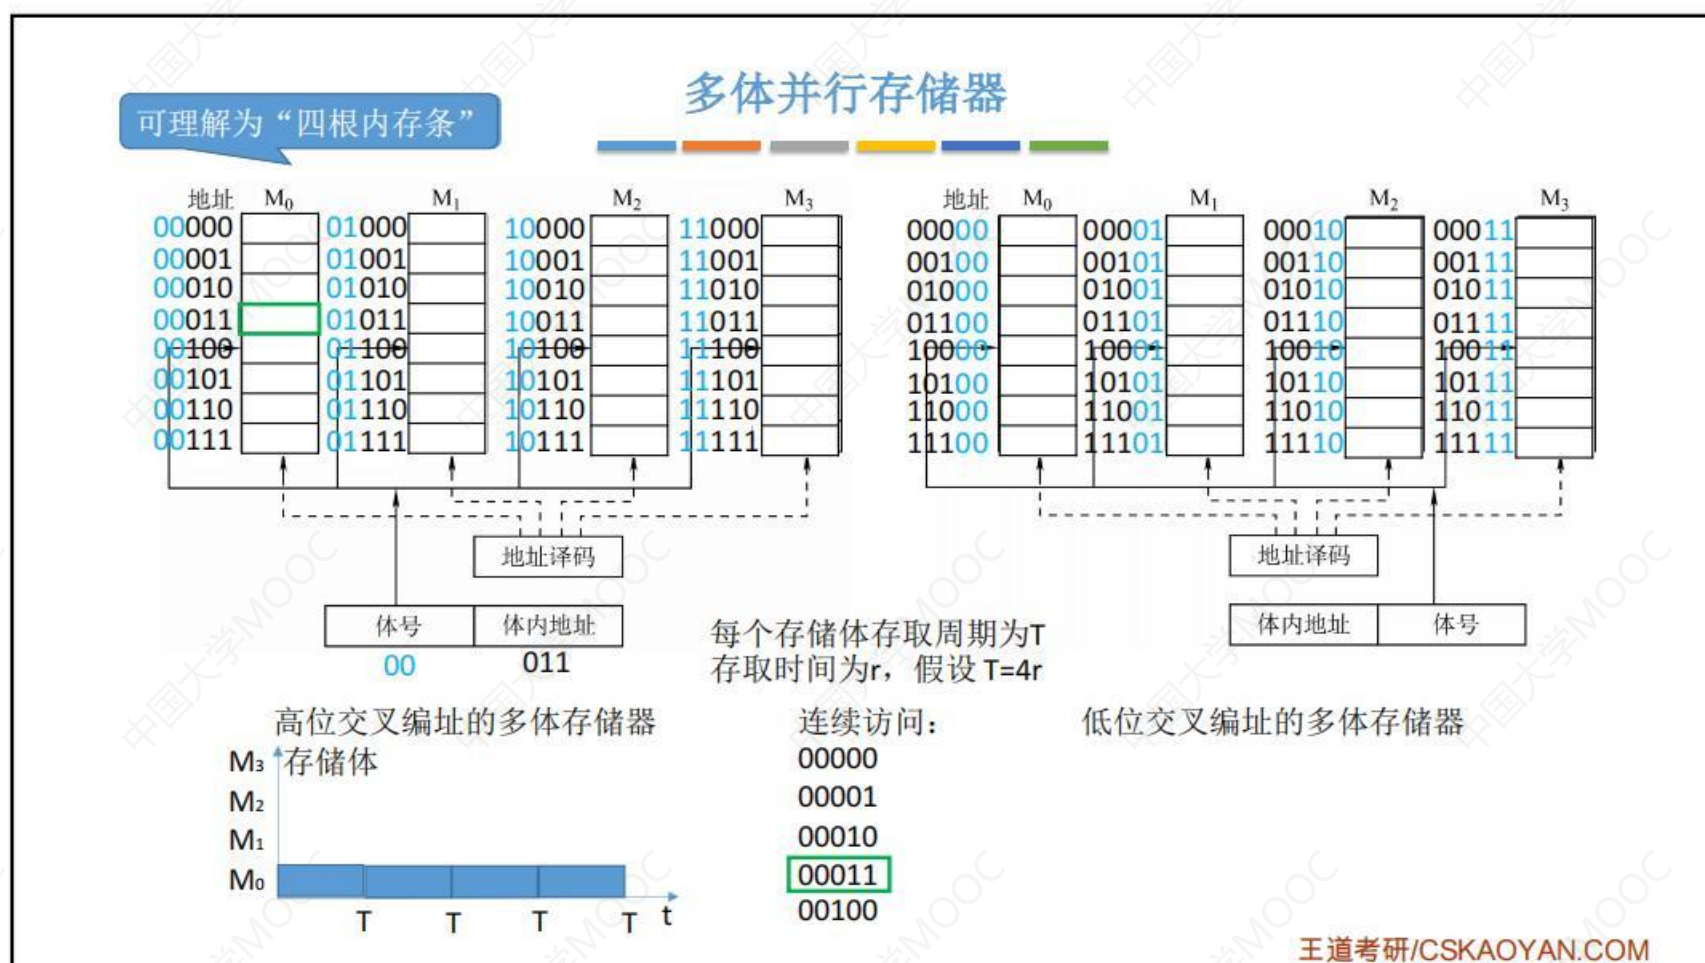 多体并行存储器
可理解为“四根内存条”
地址 M₀ M₁ M₂ M₃
00000 01000 10000 11000
00001 01001 10001 11001
00010 01010 10010 11010
00011 01011 10011 11011
00100 01100 10100 11100
00101 01101 10101 11101
00110 01110 10110 11110
00111 01111 10111 11111
地址译码
体号 体内地址
00 011
高位交叉编址的多体存储器
地址 M₀ M₁ M₂ M₃
00000 00001 00010 00011
00100 00101 00110 00111
01000 01001 01010 01011
01100 01101 01110 01111
10000 10001 10010 10011
10100 10101 10110 10111
11000 11001 11010 11011
11100 11101 11110 11111
地址译码
体内地址 体号
低位交叉编址的多体存储器
每个存储体存取周期为T
存取时间为r，假设 T=4r
存储体
M₃
M₂
M₁
M₀
T T T T t
连续访问：
00000
00001
00010
00011
00100
王道考研/CSKAOYAN.COM
中国大学MOOC